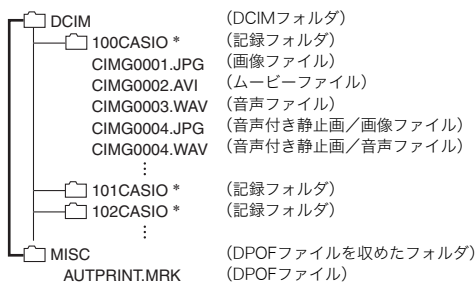 DCIM (DCIMフォルダ)
100CASIO * (記録フォルダ)
CIMG0001.JPG (画像ファイル)
CIMG0002.AVI (ムービーファイル)
CIMG0003.WAV (音声ファイル)
CIMG0004.JPG (音声付き静止画／画像ファイル)
CIMG0004.WAV (音声付き静止画／音声ファイル)
⋮
101CASIO * (記録フォルダ)
102CASIO * (記録フォルダ)
⋮
MISC (DPOFファイルを収めたフォルダ)
AUTPRINT.MRK (DPOFファイル)